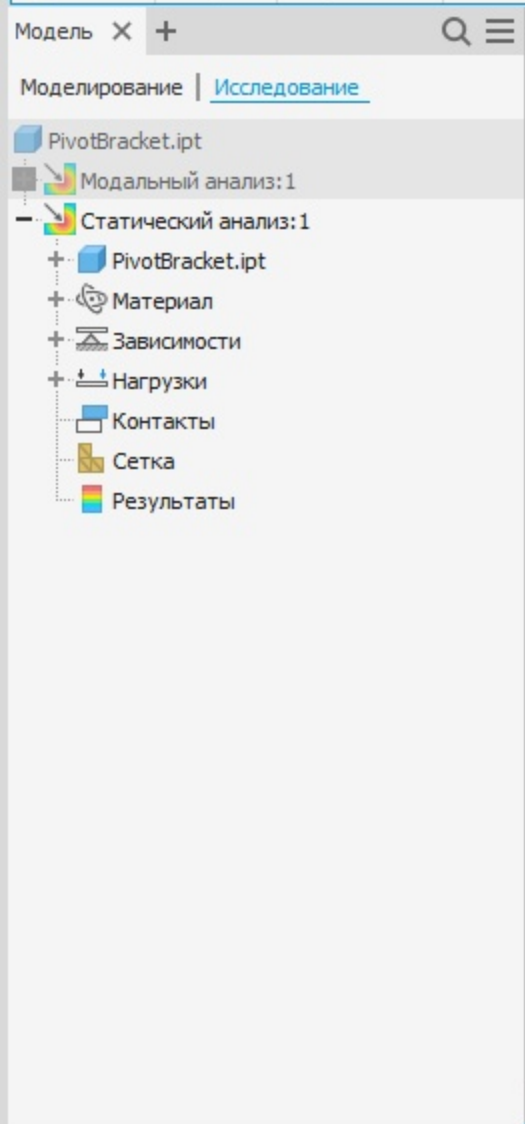 Модель
Моделирование | Исследование
PivotBracket.ipt
Модальный анализ:1
Статический анализ:1
PivotBracket.ipt
Материал
Зависимости
Нагрузки
Контакты
Сетка
Результаты